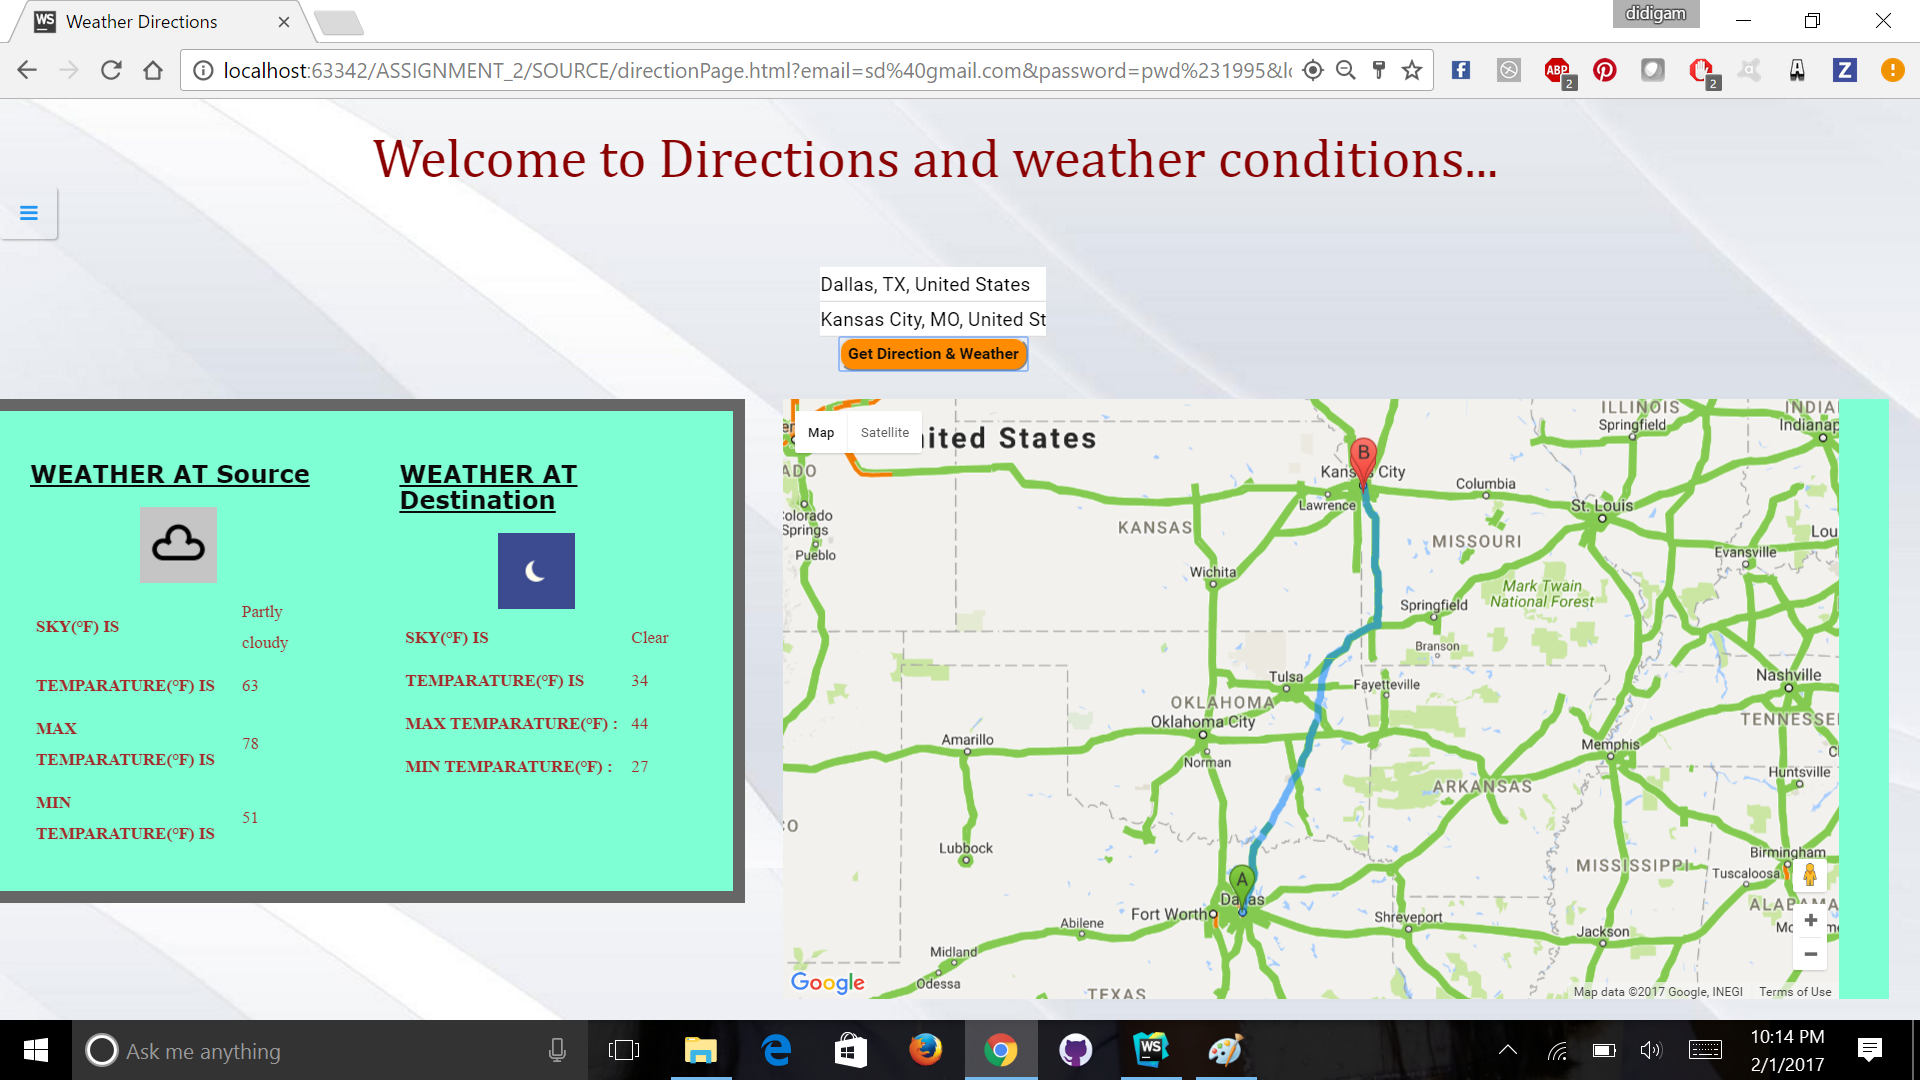 Weather Directions
didigam
localhost:63342/ASSIGNMENT_2/SOURCE/directionPage.html?email=sd%40gmail.com&password=pwd%231995&l
Welcome to Directions and weather conditions...
Dallas, TX, United States
Kansas City, MO, United St
Get Direction & Weather
WEATHER AT Source
SKY(°F) IS Partly cloudy
TEMPARATURE(°F) IS 63
MAX TEMPARATURE(°F) IS 78
MIN TEMPARATURE(°F) IS 51
WEATHER AT
Destination
SKY(°F) IS Clear
TEMPARATURE(°F) IS 34
MAX TEMPARATURE(°F) : 44
MIN TEMPARATURE(°F) : 27
Map Satellite
ited States
ILLINOIS
Springfield
INDIA
Indianap
ADO
Colorado
Springs
Pueblo
KANSAS
Wichita
Kansas City
Lawrence
Columbia
St. Louis
MISSOURI
Lou
Evansville
Mark Twain
National Forest
Springfield
Branson
Tulsa
Fayetteville
Nashville
OKLAHOMA
Oklahoma City
TENNESSE
Amarillo
Norman
Memphis
Huntsville
ARKANSAS
CO
Lubbock
MISSISSIPPI
Birmingham
Tuscaloosa
ALABAMA
A
B
Dallas
Fort Worth
Abilene
Shreveport
Jackson
Midland
Odessa
TEXAS
Google
Map data ©2017 Google, INEGI Terms of Use
Ask me anything
10:14 PM
2/1/2017
WS
ABP
2
2
Z
WS